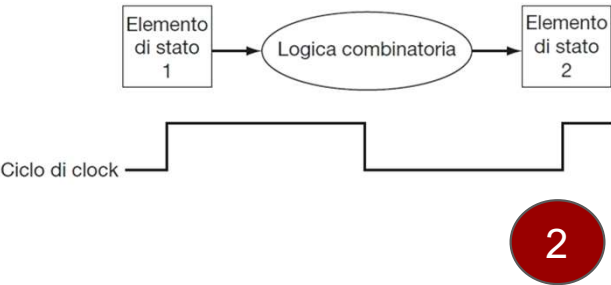 Elemento
di stato
1
Logica combinatoria
Elemento
di stato
2
Ciclo di clock
2